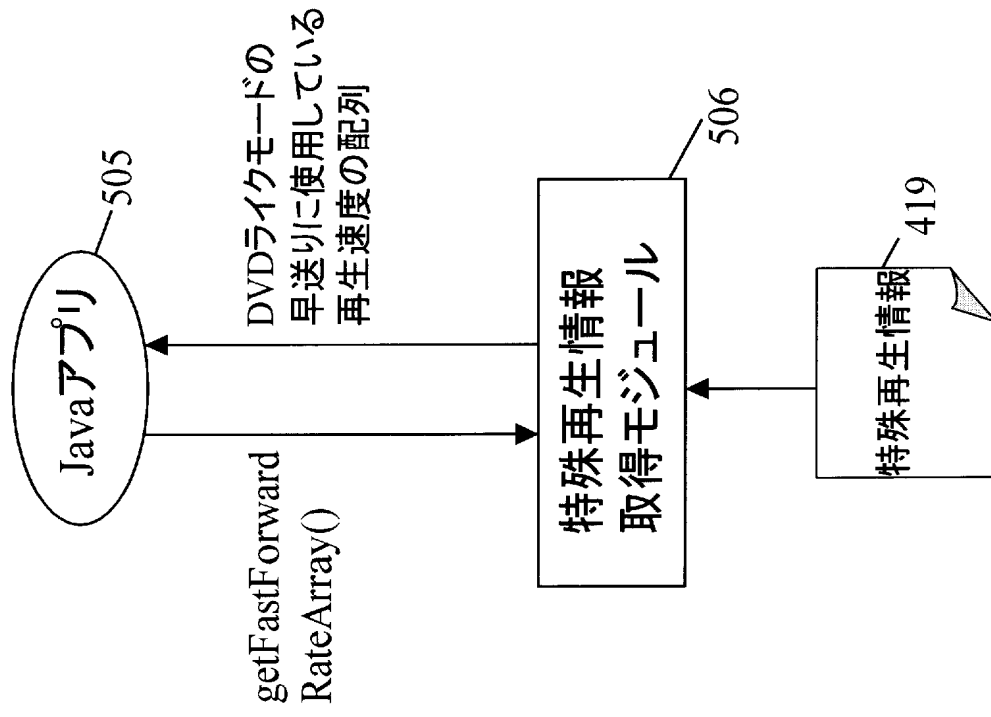 505
Javaアプリ
getFastForward
RateArray()
DVDライクモードの
早送りに使用している
再生速度の配列
506
特殊再生情報
取得モジュール
419
特殊再生情報